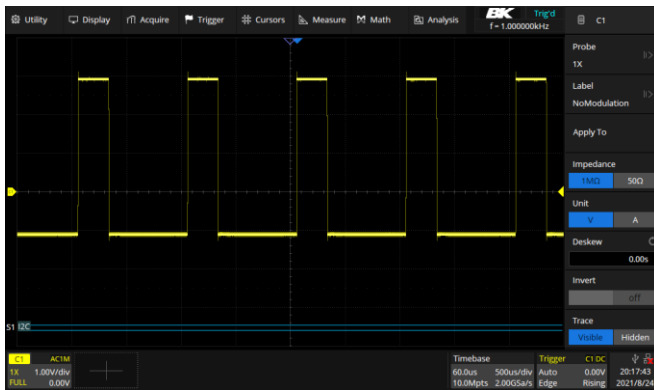 Utility Display Acquire Trigger Cursors Measure Math Analysis BK Trig'd C1
f = 1.000000kHz
Probe
1X
Label
NoModulation
Apply To
Impedance
1MΩ 50Ω
Unit
V A
Deskew
0.00s
Invert
off
Trace
Visible Hidden
S1 I2C
C1 AC1M
1X 1.00V/div
FULL 0.00V
Timebase
60.0us 500us/div
10.0Mpts 2.00GSa/s
Trigger C1 DC
Auto 0.00V
Edge Rising
20:17:43
2021/8/24